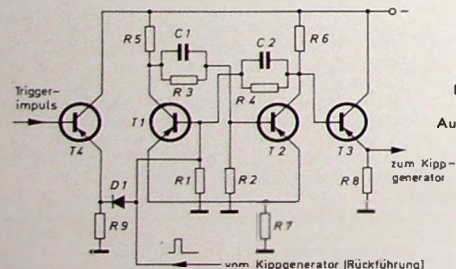 –
R5
C1
C2
R6
R3
R4
Trigger-
impuls
T4
T1
T2
T3
Au
zum Kipp-
generator
D1
R1
R2
R8
R9
R7
vom Kippgenerator (Rückführung)